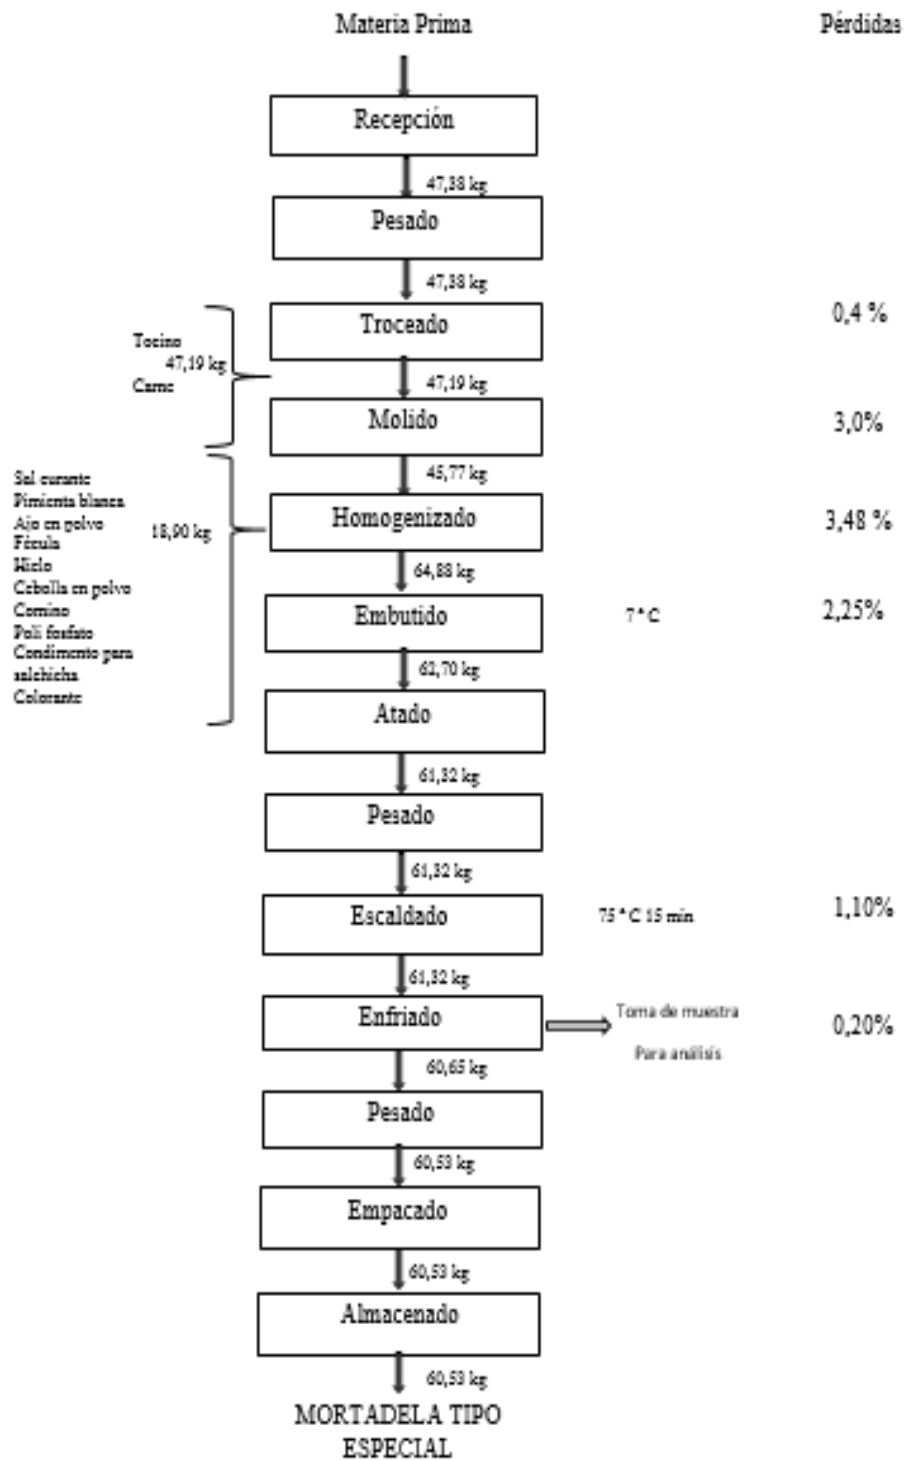 Materia Prima
Pérdidas
Recepción
47,38 kg
Pesado
47,38 kg
Troceado
0,4 %
Tocino
47,19 kg
Carne
47,19 kg
Molido
3,0%
45,77 kg
Sal curante
Pimienta blanca
Ajo en polvo
Fécula
Hielo
Cebolla en polvo
Comino
Poli fosfato
Condimento para
salchicha
Colorante
18,90 kg
Homogenizado
3,48 %
64,88 kg
Embutido
7 ° C
2,25%
62,70 kg
Atado
61,32 kg
Pesado
61,32 kg
Escaldado
75 ° C 15 min
1,10%
61,32 kg
Enfriado
Toma de muestra
Para análisis
0,20%
60,65 kg
Pesado
60,53 kg
Empacado
60,53 kg
Almacenado
60,53 kg
MORTADELA TIPO
ESPECIAL